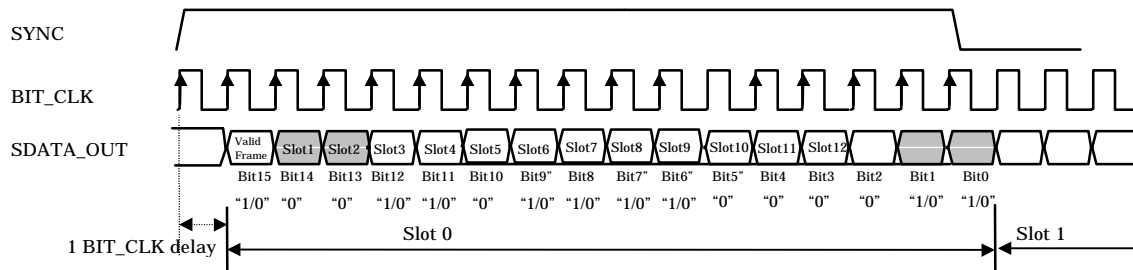 SYNC
BIT_CLK
SDATA_OUT
Valid Frame Slot1 Slot2 Slot3 Slot4 Slot5 Slot6 Slot7 Slot8 Slot9 Slot10 Slot11 Slot12
Bit15 Bit14 Bit13 Bit12 Bit11 Bit10 Bit9” Bit8 Bit7” Bit6” Bit5” Bit4 Bit3 Bit2 Bit1 Bit0
“1/0” “0” “0” “1/0” “1/0” “0” “1/0” “1/0” “1/0” “1/0” “0” “0” “0” “0” “1/0” “1/0”
1 BIT_CLK delay Slot 0 Slot 1